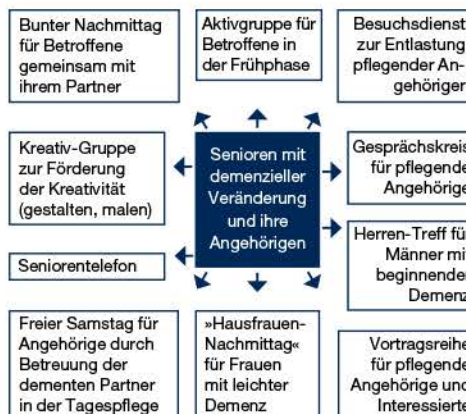 Bunter Nachmittag
für Betroffene
gemeinsam mit
ihrem Partner
Aktivgruppe für
Betroffene in
der Frühphase
Besuchsdienst
zur Entlastung
pflegender An-
gehöriger
Kreativ-Gruppe
zur Förderung
der Kreativität
(gestalten, malen)
Senioren mit
demenzieller
Veränderung
und ihre
Angehörigen
Gesprächskreis
für pflegende
Angehörige
Seniorentelefon
Herren-Treff für
Männer mit
beginnender
Demenz
Freier Samstag für
Angehörige durch
Betreuung der
dementen Partner
in der Tagespflege
»Hausfrauen-
Nachmittag«
für Frauen
mit leichter
Demenz
Vortragsreihe
für pflegende
Angehörige und
Interessierte